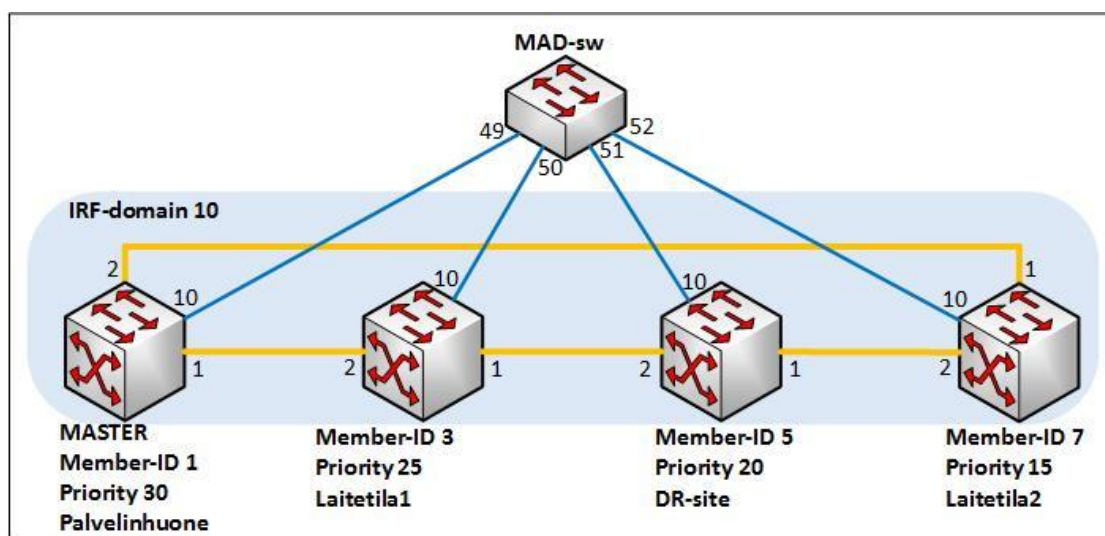 MAD-sw
49
50
51
52
IRF-domain 10
2
10
10
10
10
1
1
2
1
2
1
2
MASTER
Member-ID 1
Priority 30
Palvelinhuone
Member-ID 3
Priority 25
Laitetila1
Member-ID 5
Priority 20
DR-site
Member-ID 7
Priority 15
Laitetila2